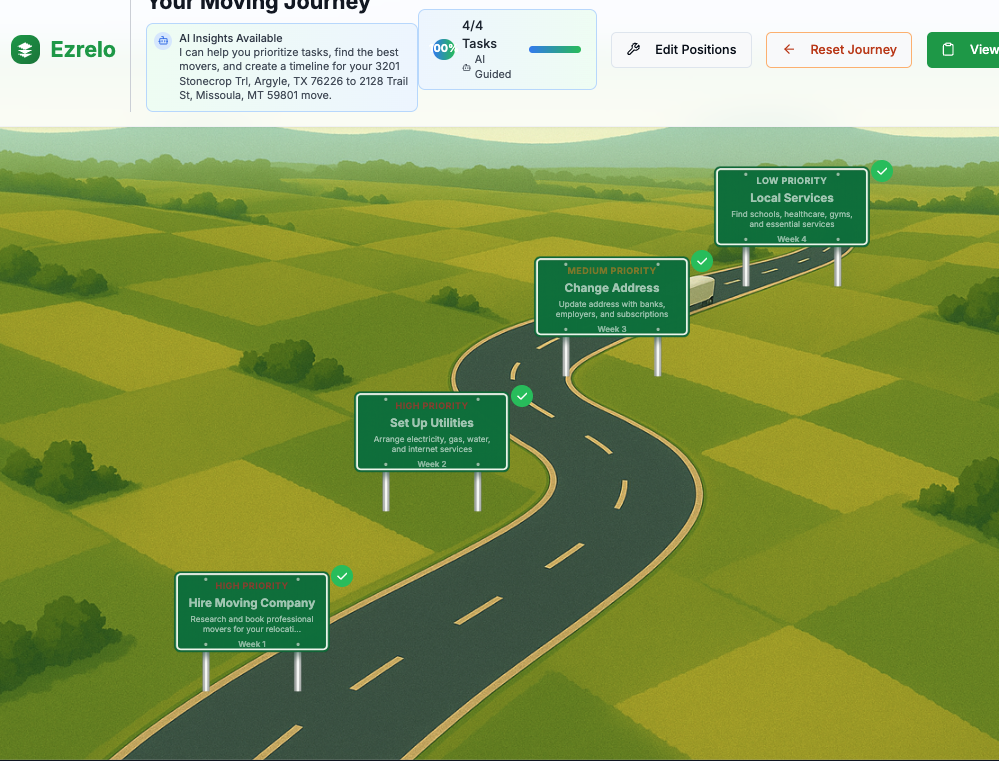 Your Moving Journey
Ezrelo
AI Insights Available
I can help you prioritize tasks, find the best
movers, and create a timeline for your 3201
Stonecrop Trl, Argyle, TX 76226 to 2128 Trail
St, Missoula, MT 59801 move.
00%
4/4
Tasks
AI
Guided
Edit Positions
Reset Journey
View
LOW PRIORITY
Local Services
Find schools, healthcare, gyms,
and essential services
Week 4
MEDIUM PRIORITY
Change Address
Update address with banks,
employers, and subscriptions
Week 3
HIGH PRIORITY
Set Up Utilities
Arrange electricity, gas, water,
and internet services
Week 2
HIGH PRIORITY
Hire Moving Company
Research and book professional
movers for your relocati...
Week 1